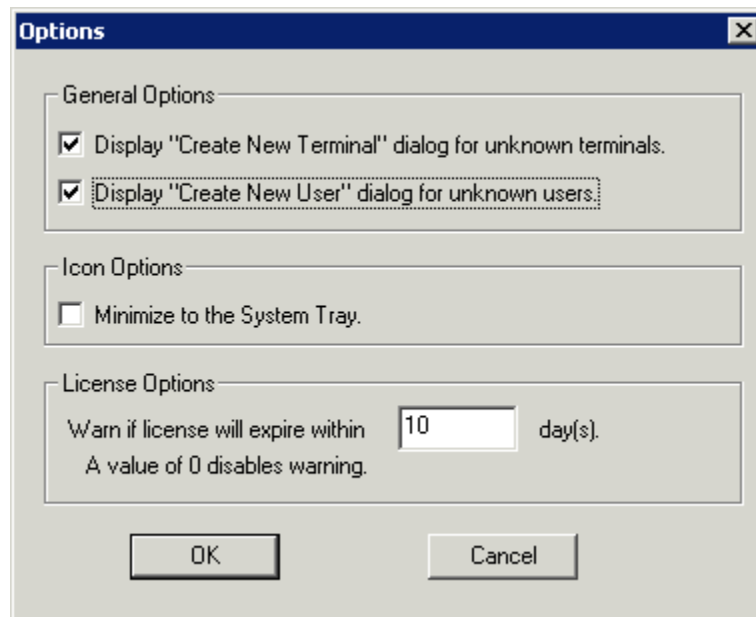 Options
General Options
Display "Create New Terminal" dialog for unknown terminals.
Display "Create New User" dialog for unknown users.
Icon Options
Minimize to the System Tray.
License Options
Warn if license will expire within 10 day(s).
A value of 0 disables warning.
OK Cancel